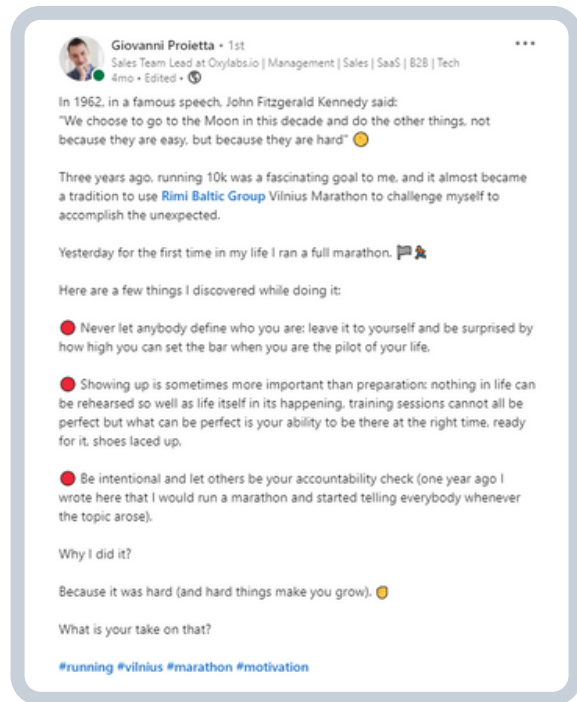 Giovanni Proietta • 1st
Sales Team Lead at Oxylabs.io | Management | Sales | SaaS | B2B | Tech
4mo • Edited •
In 1962, in a famous speech, John Fitzgerald Kennedy said:
"We choose to go to the Moon in this decade and do the other things, not
because they are easy, but because they are hard"
Three years ago, running 10k was a fascinating goal to me, and it almost became
a tradition to use Rimi Baltic Group Vilnius Marathon to challenge myself to
accomplish the unexpected.
Yesterday for the first time in my life I ran a full marathon.
Here are a few things I discovered while doing it:
Never let anybody define who you are: leave it to yourself and be surprised by
how high you can set the bar when you are the pilot of your life.
Showing up is sometimes more important than preparation: nothing in life can
be rehearsed so well as life itself in its happening, training sessions cannot all be
perfect but what can be perfect is your ability to be there at the right time, ready
for it, shoes laced up.
Be intentional and let others be your accountability check (one year ago I
wrote here that I would run a marathon and started telling everybody whenever
the topic arose).
Why I did it?
Because it was hard (and hard things make you grow).
What is your take on that?
#running #vilnius #marathon #motivation